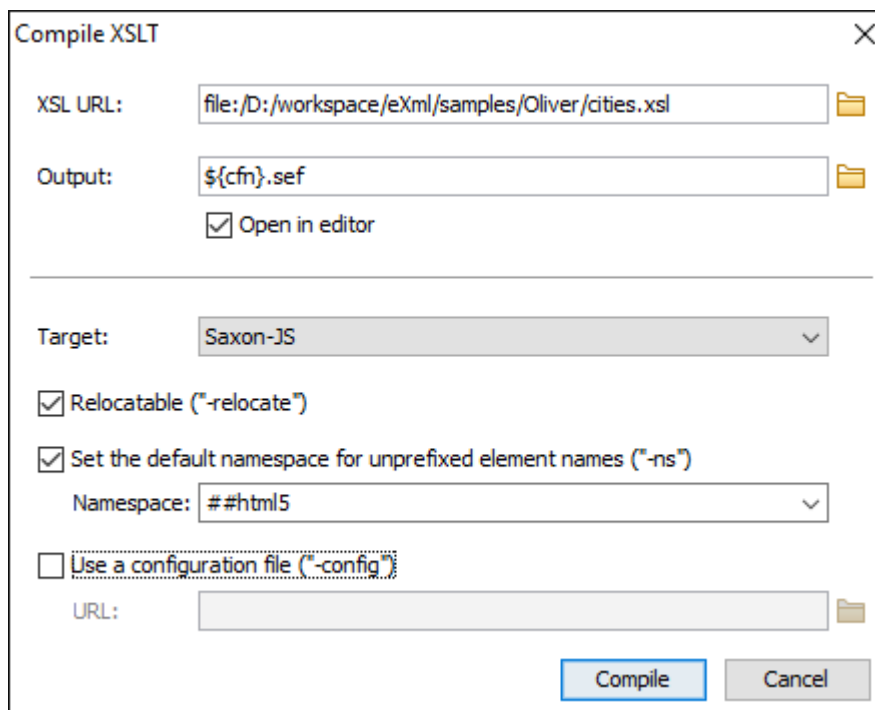 Compile XSLT
XSL URL: file:/D:/workspace/eXml/samples/Oliver/cities.xsl
Output: ${cfn}.sef
Open in editor
Target: Saxon-JS
Relocatable ("-relocate")
Set the default namespace for unprefixed element names ("-ns")
Namespace: ##html5
Use a configuration file ("-config")
URL:
Compile Cancel